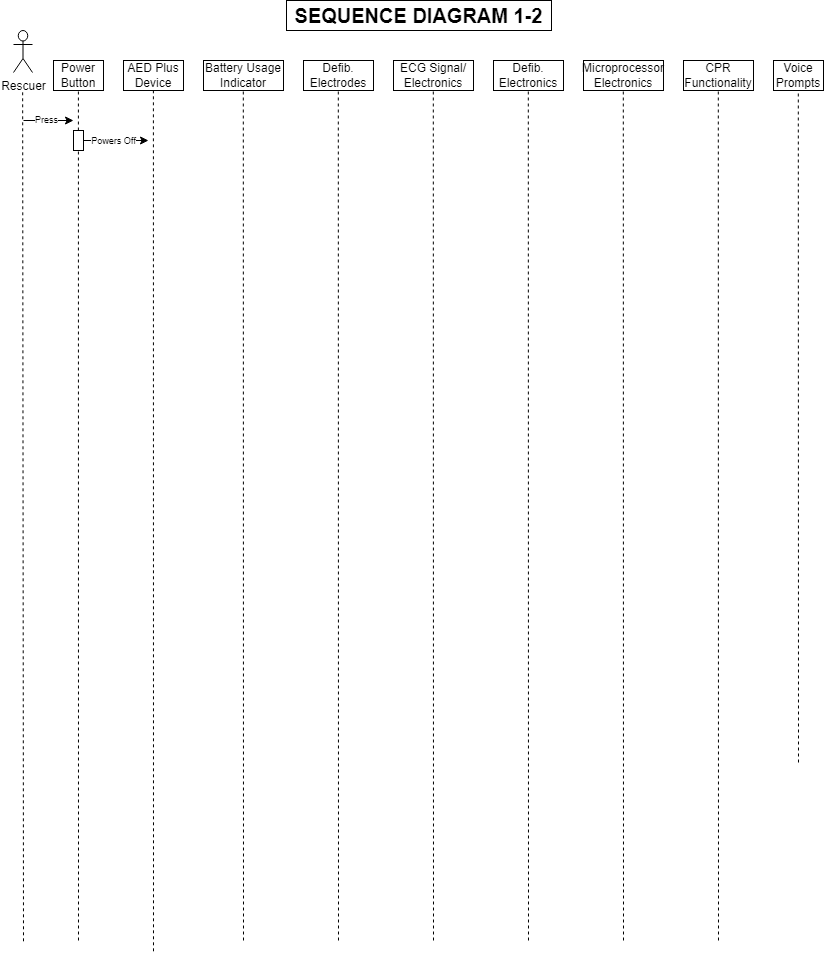 SEQUENCE DIAGRAM 1-2
Rescuer
Power
Button
AED Plus
Device
Battery Usage
Indicator
Defib.
Electrodes
ECG Signal/
Electronics
Defib.
Electronics
Microprocessor
Electronics
CPR
Functionality
Voice
Prompts
Press
Powers Off